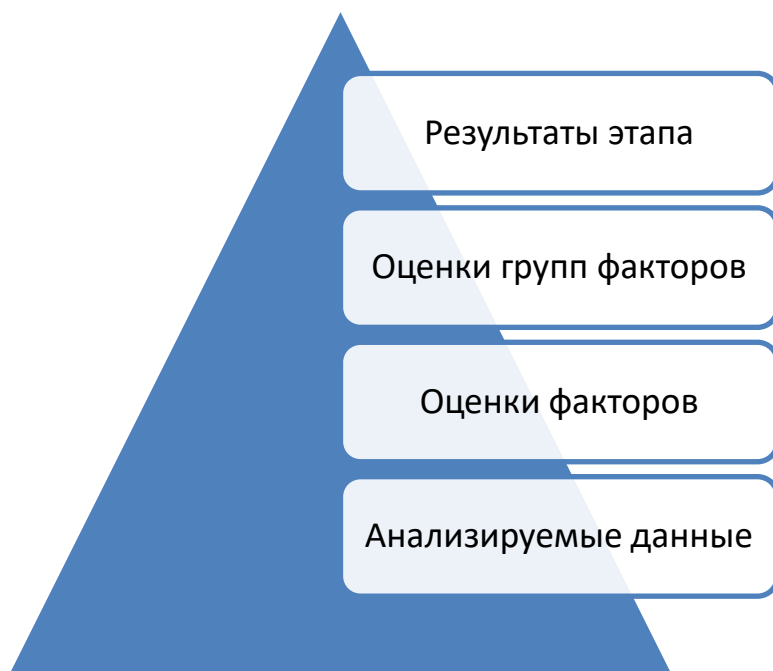 Результаты этапа
Оценки групп факторов
Оценки факторов
Анализируемые данные